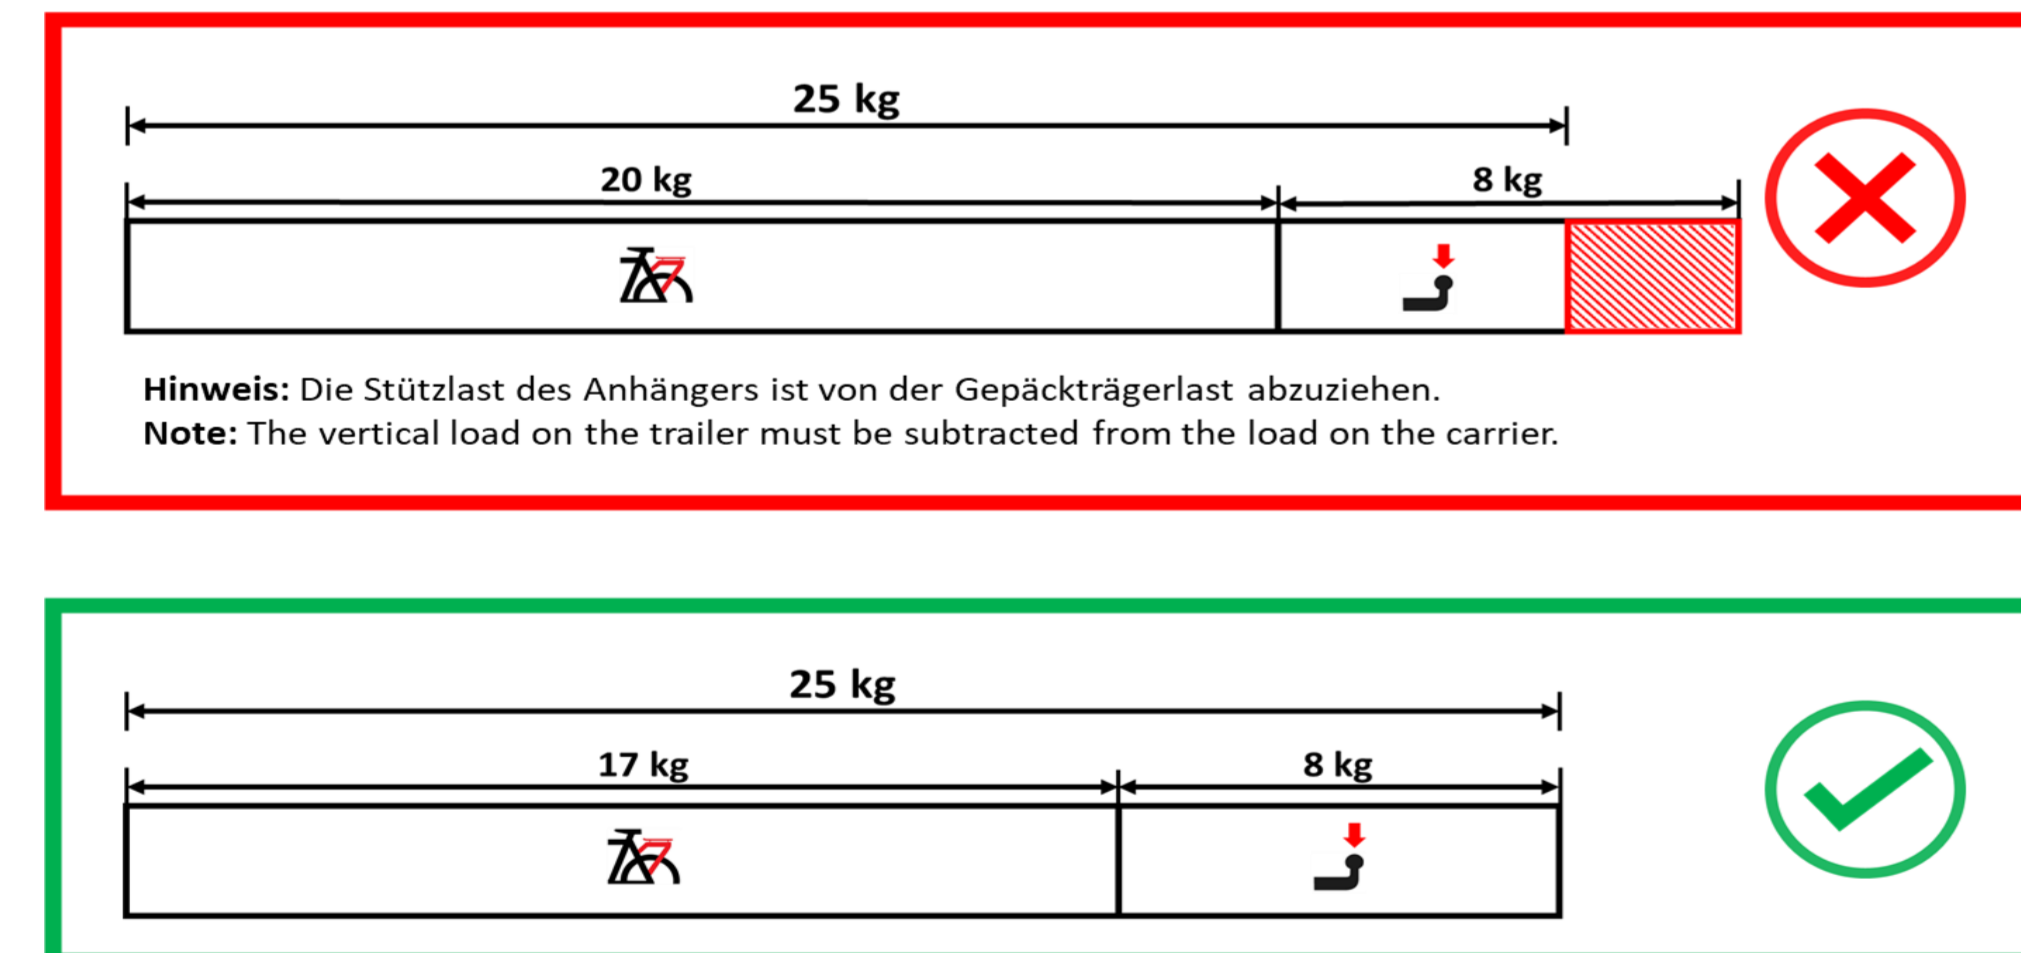 25 kg
20 kg
8 kg
Hinweis: Die Stützlast des Anhängers ist von der Gepäckträgerlast abzuziehen.
Note: The vertical load on the trailer must be subtracted from the load on the carrier.
25 kg
17 kg
8 kg